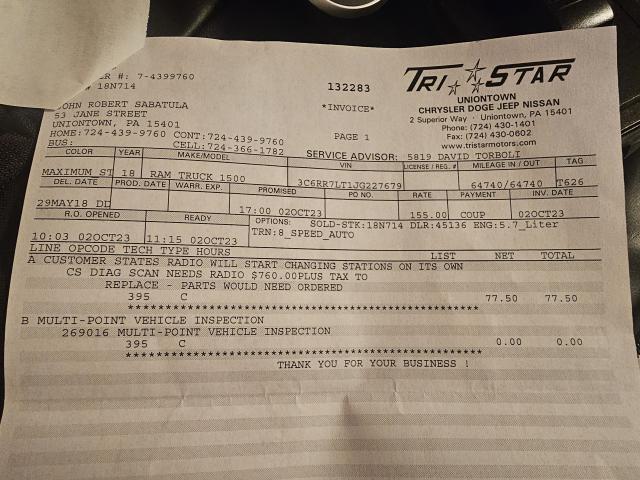 ER #: 7-4399760
18N714
132283
TRI STAR
JOHN ROBERT SABATULA
*INVOICE*
UNIONTOWN
CHRYSLER DOGE JEEP NISSAN
53 JANE STREET
2 Superior Way · Uniontown, PA 15401
UNIONTOWN, PA 15401
Phone: (724) 430-1401
HOME:724-439-9760 CONT:724-439-9760
PAGE 1
Fax: (724) 430-0602
BUS: CELL:724-366-1782
www.tristarmotors.com
SERVICE ADVISOR: 5819 DAVID TORBOLI
COLOR YEAR MAKE/MODEL VIN LICENSE / REG. # MILEAGE IN / OUT TAG
MAXIMUM ST 18 RAM TRUCK 1500 3C6RR7LT1JG227679 64740/64740 T626
DEL. DATE PROD. DATE WARR. EXP. PROMISED PO NO. RATE PAYMENT INV. DATE
29MAY18 DD 17:00 02OCT23 155.00 COUP 02OCT23
R.O. OPENED READY OPTIONS: SOLD-STK:18N714 DLR:45136 ENG:5.7_Liter
TRN:8_SPEED_AUTO
10:03 02OCT23 11:15 02OCT23
LINE OPCODE TECH TYPE HOURS LIST NET TOTAL
A CUSTOMER STATES RADIO WILL START CHANGING STATIONS ON ITS OWN
CS DIAG SCAN NEEDS RADIO $760.00PLUS TAX TO
REPLACE - PARTS WOULD NEED ORDERED
395 C 77.50 77.50
****************************************************
B MULTI-POINT VEHICLE INSPECTION
269016 MULTI-POINT VEHICLE INSPECTION
395 C 0.00 0.00
****************************************************
THANK YOU FOR YOUR BUSINESS !